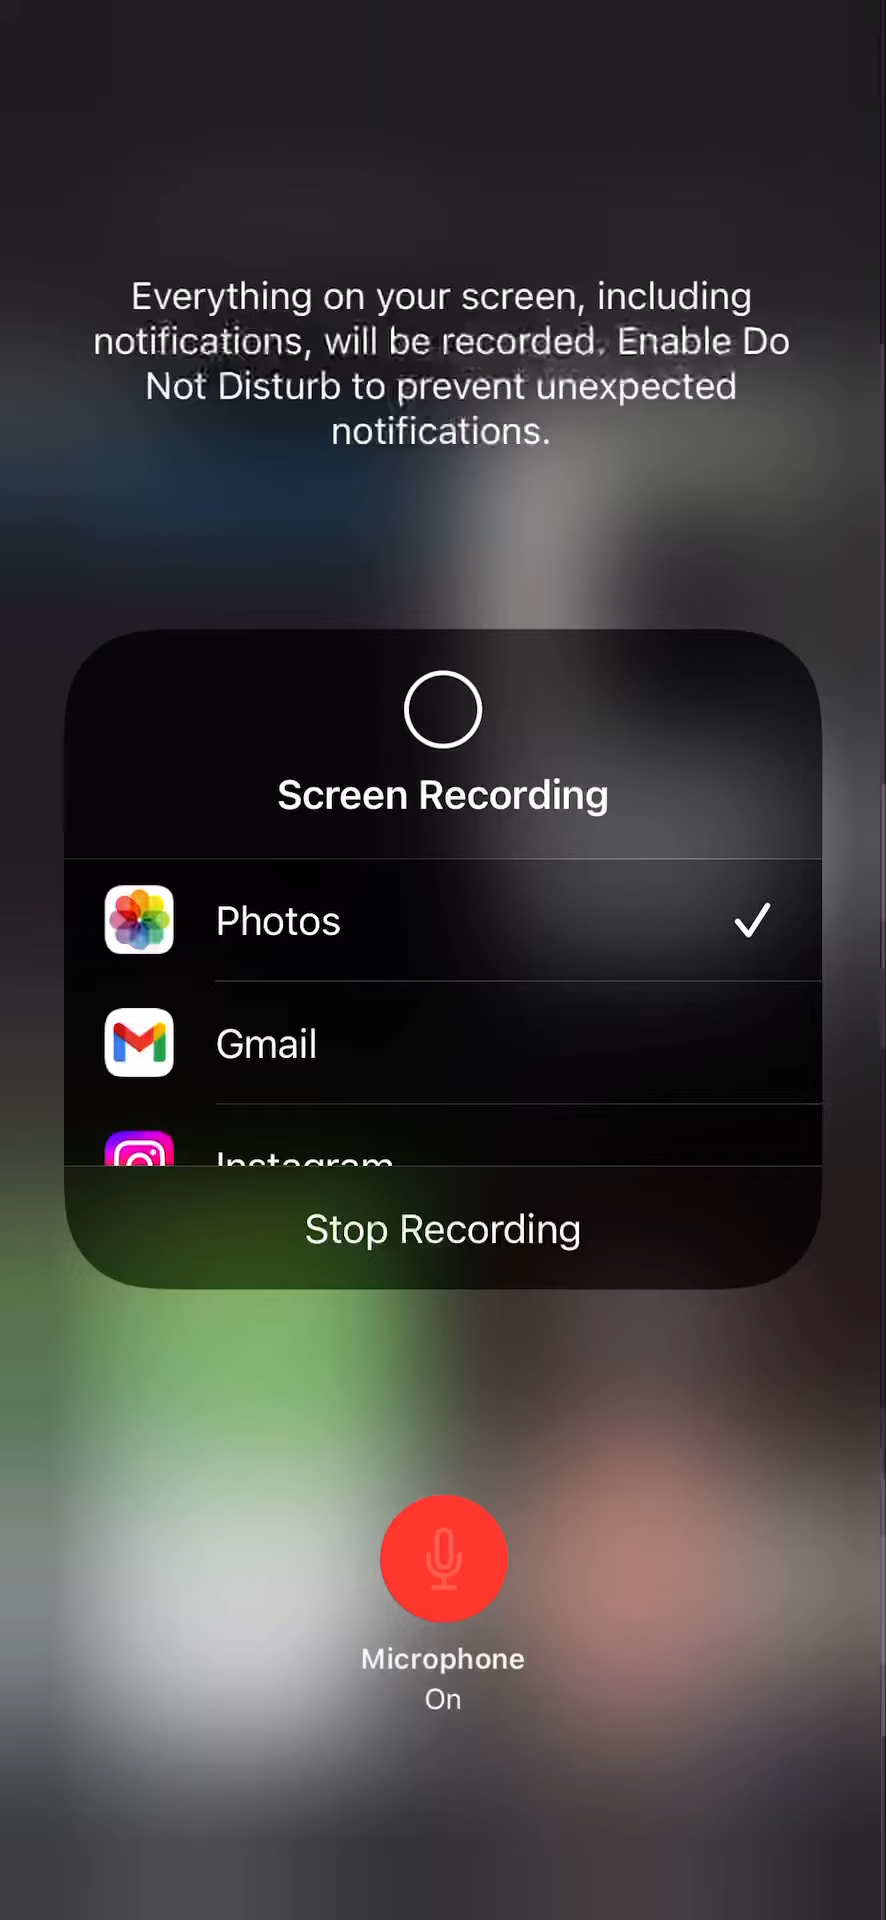 Everything on your screen, including
notifications, will be recorded. Enable Do
Not Disturb to prevent unexpected
notifications.
Screen Recording
Photos
Gmail
Instagram
Stop Recording
Microphone
On